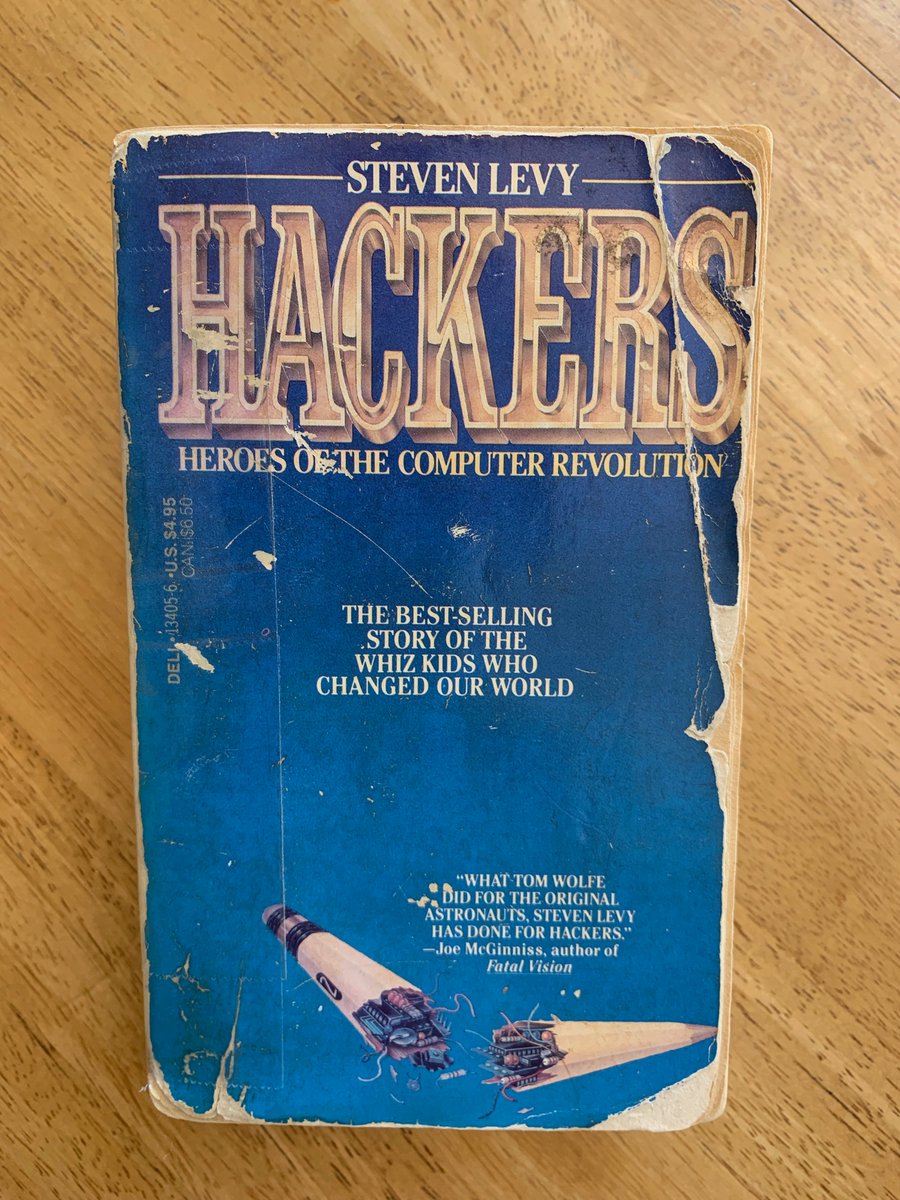 STEVEN LEVY
HACKERS
HEROES OF THE COMPUTER REVOLUTION
DELL • 13405-6 • U.S. $4.95
CAN. $6.50
THE BEST-SELLING
STORY OF THE
WHIZ KIDS WHO
CHANGED OUR WORLD
"WHAT TOM WOLFE
DID FOR THE ORIGINAL
ASTRONAUTS, STEVEN LEVY
HAS DONE FOR HACKERS."
—Joe McGinniss, author of
Fatal Vision
2